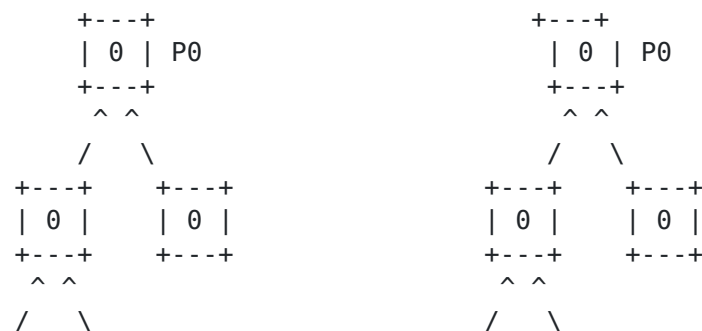 +---+                        +---+
    | 0 | P0                      | 0 | P0
    +---+                         +---+
     ^ ^                           ^ ^
    /   \                         /   \
+---+    +---+                +---+    +---+
| 0 |    | 0 |                | 0 |    | 0 |
+---+    +---+                +---+    +---+
 ^ ^                           ^ ^
/   \                         /   \